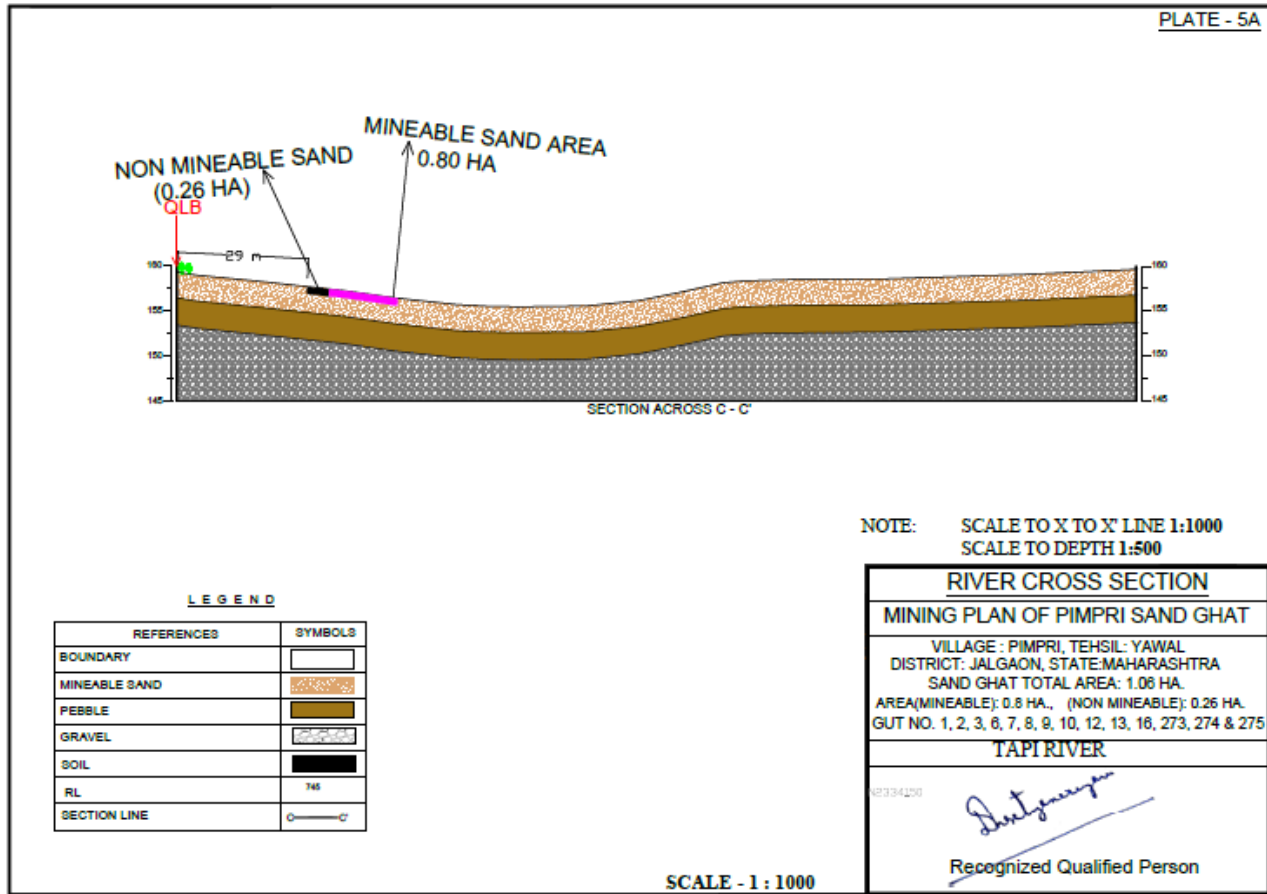 PLATE - 5A
MINEABLE SAND AREA
0.80 HA
NON MINEABLE SAND
(0.26 HA)
QLB
29 m
160
155
150
145
160
155
150
145
SECTION ACROSS C - C'
NOTE: SCALE TO X TO X' LINE 1:1000
SCALE TO DEPTH 1:500
LEGEND
REFERENCES SYMBOLS
BOUNDARY
MINEABLE SAND
PEBBLE
GRAVEL
SOIL
RL 745
SECTION LINE C C'
RIVER CROSS SECTION
MINING PLAN OF PIMPRI SAND GHAT
VILLAGE : PIMPRI, TEHSIL: YAWAL
DISTRICT: JALGAON, STATE:MAHARASHTRA
SAND GHAT TOTAL AREA: 1.06 HA.
AREA(MINEABLE): 0.8 HA., (NON MINEABLE): 0.26 HA.
GUT NO. 1, 2, 3, 6, 7, 8, 9, 10, 12, 13, 16, 273, 274 & 275
TAPI RIVER
N2334150
Recognized Qualified Person
SCALE - 1 : 1000